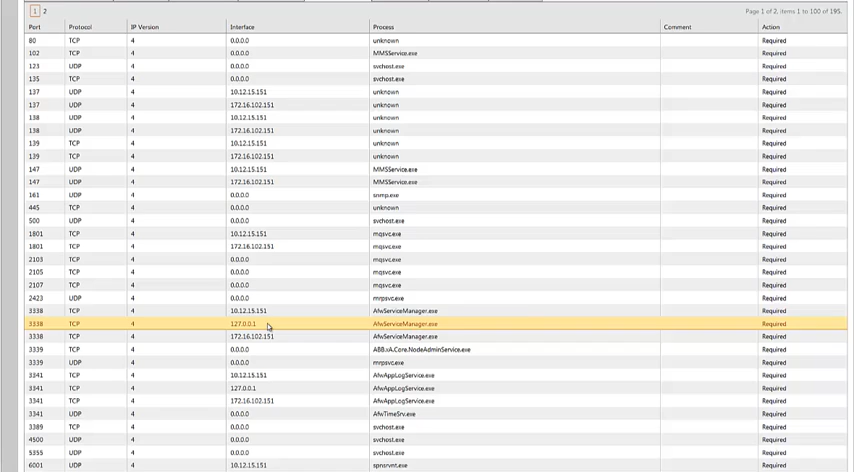 1 2 Page 1 of 2, items 1 to 100 of 195.
Port Protocol IP Version Interface Process Comment Action
80 TCP 4 0.0.0.0 unknown Required
102 TCP 4 0.0.0.0 MMSService.exe Required
123 UDP 4 0.0.0.0 svchost.exe Required
135 TCP 4 0.0.0.0 svchost.exe Required
137 UDP 4 10.12.15.151 unknown Required
137 UDP 4 172.16.102.151 unknown Required
138 UDP 4 10.12.15.151 unknown Required
138 UDP 4 172.16.102.151 unknown Required
139 TCP 4 10.12.15.151 unknown Required
139 TCP 4 172.16.102.151 unknown Required
147 UDP 4 10.12.15.151 MMSService.exe Required
147 UDP 4 172.16.102.151 MMSService.exe Required
161 UDP 4 0.0.0.0 snmp.exe Required
445 TCP 4 0.0.0.0 unknown Required
500 UDP 4 0.0.0.0 svchost.exe Required
1801 TCP 4 10.12.15.151 mqsvc.exe Required
1801 TCP 4 172.16.102.151 mqsvc.exe Required
2103 TCP 4 0.0.0.0 mqsvc.exe Required
2105 TCP 4 0.0.0.0 mqsvc.exe Required
2107 TCP 4 0.0.0.0 mqsvc.exe Required
2423 UDP 4 0.0.0.0 mrpsvc.exe Required
3338 TCP 4 10.12.15.151 AfwServiceManager.exe Required
3338 TCP 4 127.0.0.1 AfwServiceManager.exe Required
3338 TCP 4 172.16.102.151 AfwServiceManager.exe Required
3339 TCP 4 0.0.0.0 ABB.xA.Core.NodeAdminService.exe Required
3339 UDP 4 0.0.0.0 mrpsvc.exe Required
3341 TCP 4 10.12.15.151 AfwAppLogService.exe Required
3341 TCP 4 127.0.0.1 AfwAppLogService.exe Required
3341 TCP 4 172.16.102.151 AfwAppLogService.exe Required
3341 UDP 4 0.0.0.0 AfwTimeSrv.exe Required
3389 TCP 4 0.0.0.0 svchost.exe Required
4500 UDP 4 0.0.0.0 svchost.exe Required
5355 UDP 4 0.0.0.0 svchost.exe Required
6001 UDP 4 10.12.15.151 spnsrvnt.exe Required